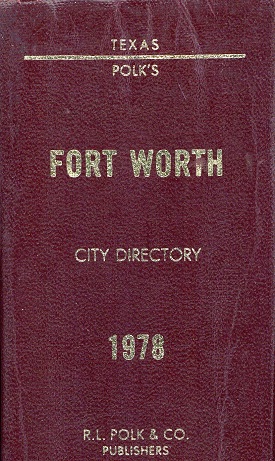 TEXAS
POLK'S
FORT WORTH
CITY DIRECTORY
1978
R.L. POLK & CO.
PUBLISHERS